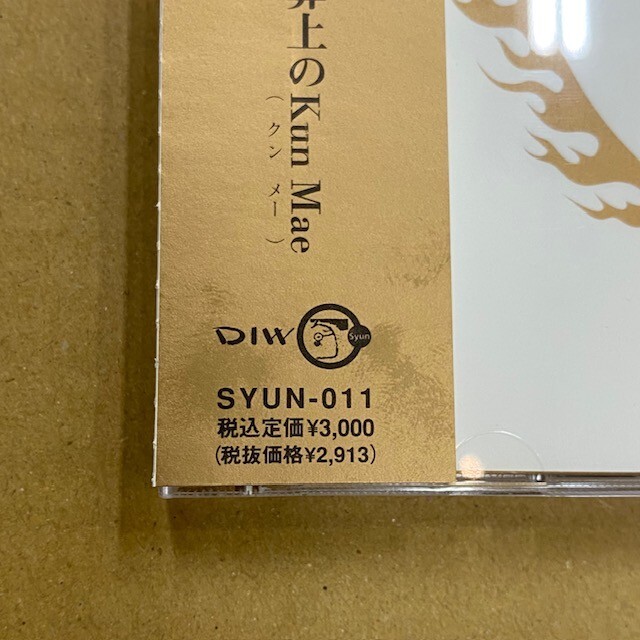 井上のKun Mae
(クン メー)
DIW
Syun
SYUN-011
税込定価¥3,000
(税抜価格¥2,913)